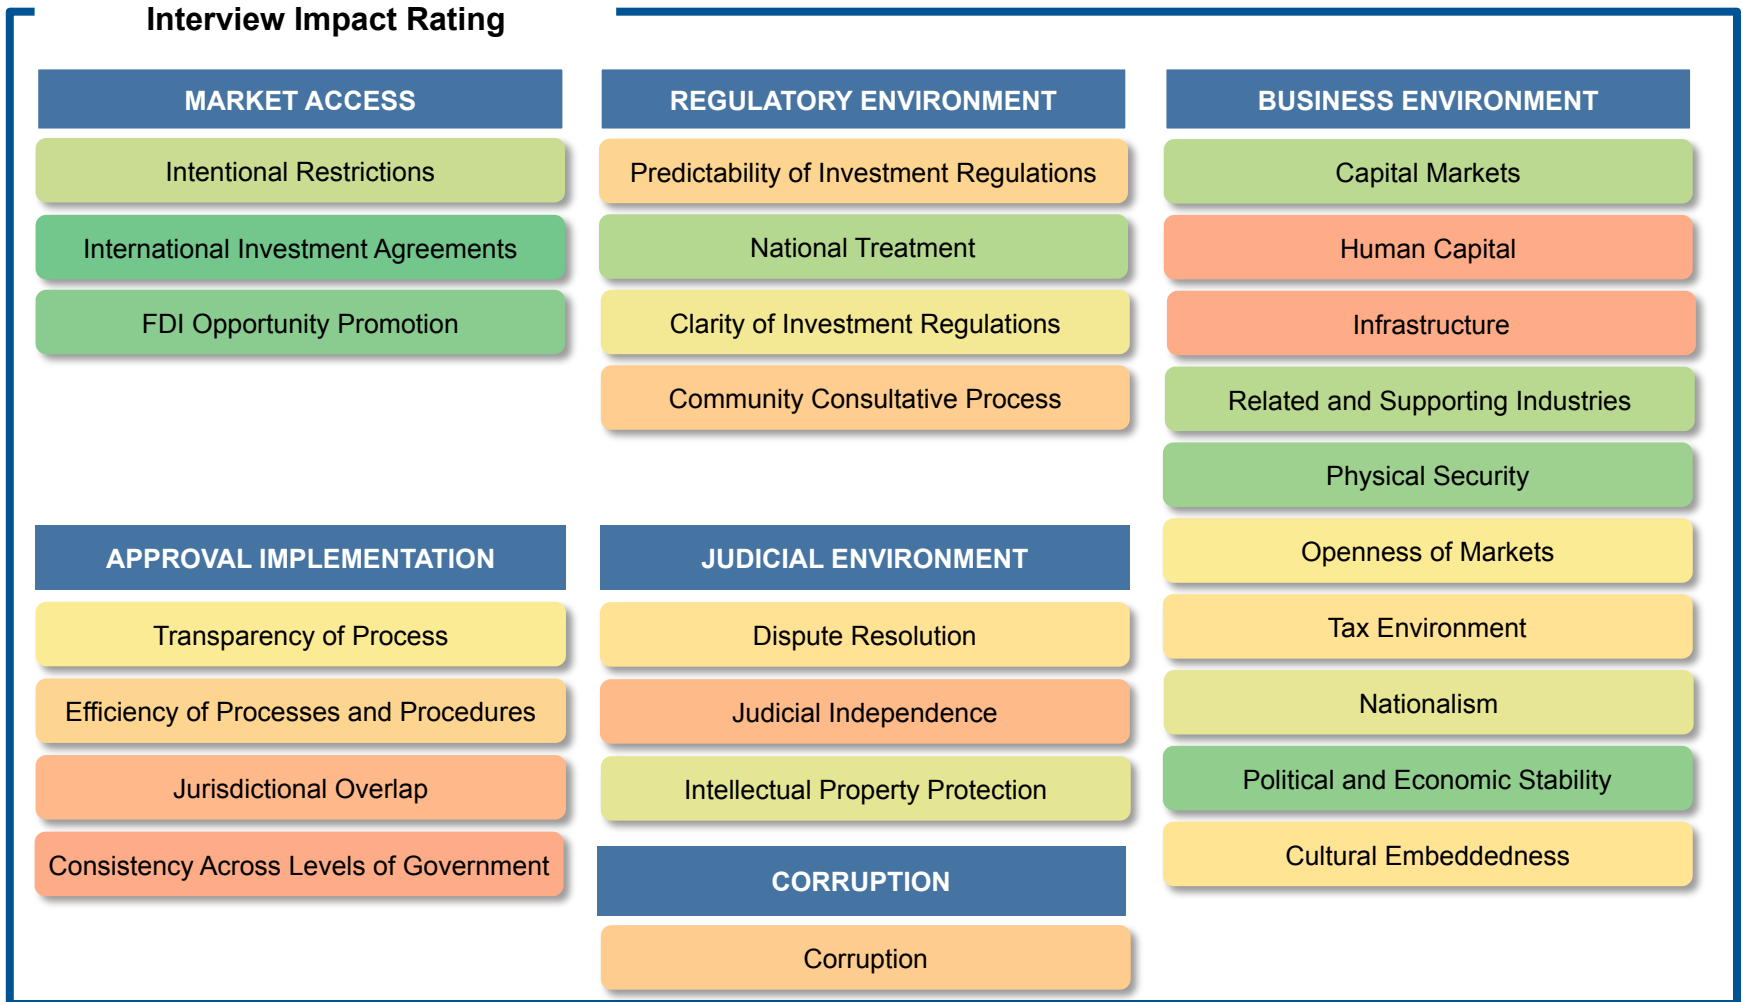 Interview Impact Rating
MARKET ACCESS
Intentional Restrictions
International Investment Agreements
FDI Opportunity Promotion
REGULATORY ENVIRONMENT
Predictability of Investment Regulations
National Treatment
Clarity of Investment Regulations
Community Consultative Process
BUSINESS ENVIRONMENT
Capital Markets
Human Capital
Infrastructure
Related and Supporting Industries
Physical Security
Openness of Markets
Tax Environment
Nationalism
Political and Economic Stability
Cultural Embeddedness
APPROVAL IMPLEMENTATION
Transparency of Process
Efficiency of Processes and Procedures
Jurisdictional Overlap
Consistency Across Levels of Government
JUDICIAL ENVIRONMENT
Dispute Resolution
Judicial Independence
Intellectual Property Protection
CORRUPTION
Corruption